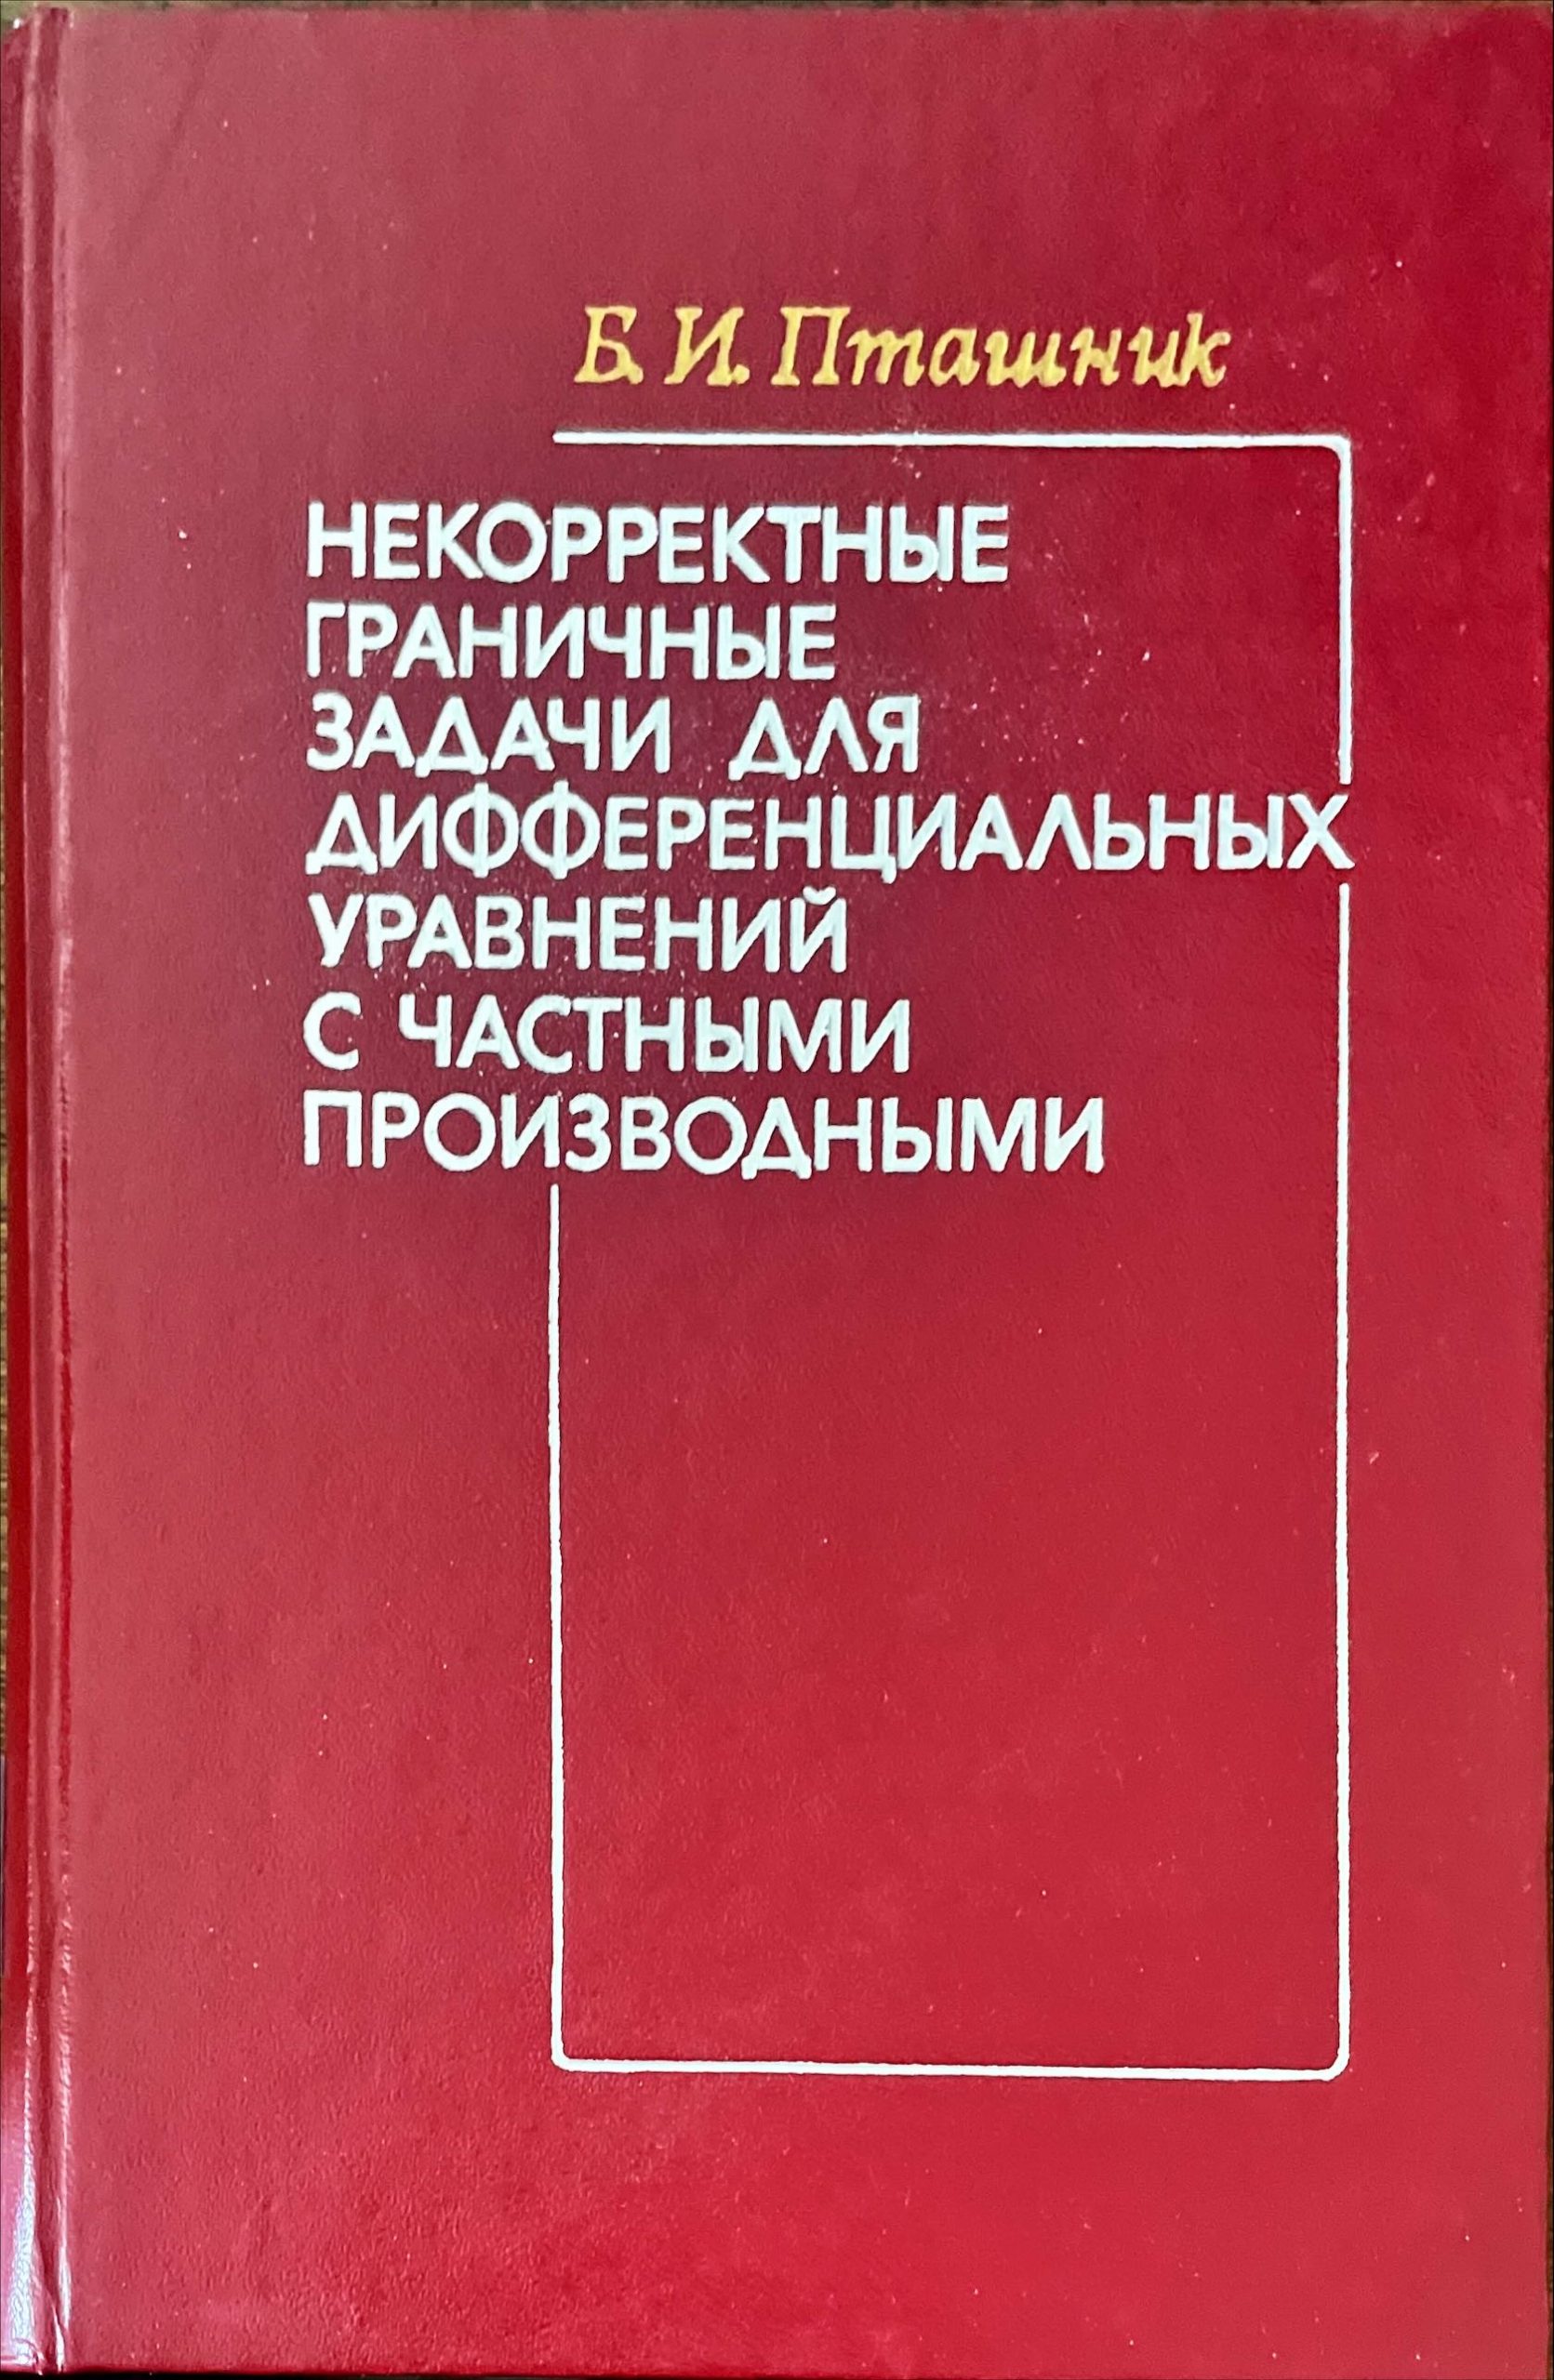 Б. И. Пташник
НЕКОРРЕКТНЫЕ
ГРАНИЧНЫЕ
ЗАДАЧИ ДЛЯ
ДИФФЕРЕНЦИАЛЬНЫХ
УРАВНЕНИЙ
С ЧАСТНЫМИ
ПРОИЗВОДНЫМИ